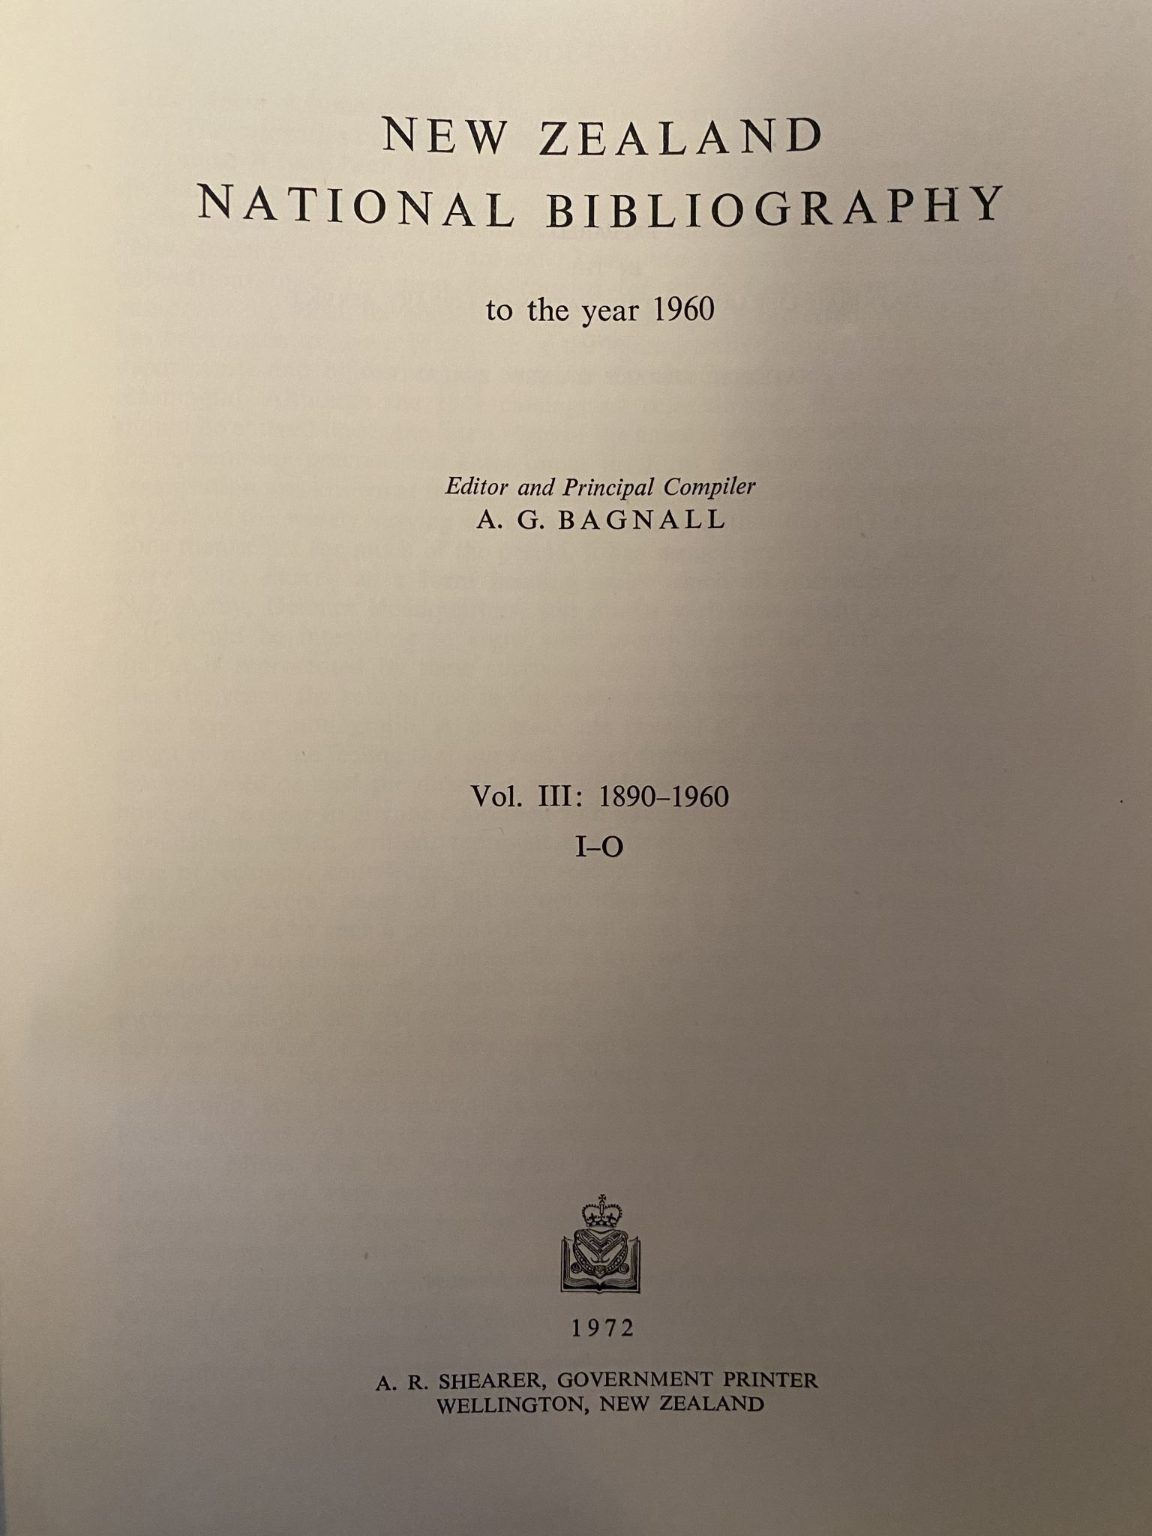 NEW ZEALAND
NATIONAL BIBLIOGRAPHY
to the year 1960
Editor and Principal Compiler
A. G. BAGNALL
Vol. III: 1890–1960
I–O
1972
A. R. SHEARER, GOVERNMENT PRINTER
WELLINGTON, NEW ZEALAND